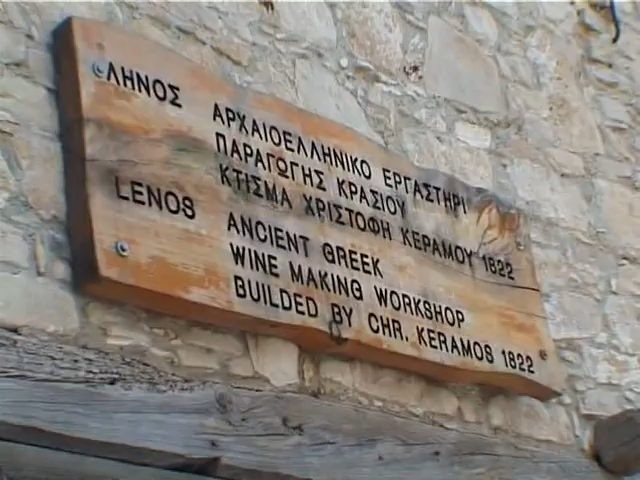 ΛΗΝΟΣ
ΑΡΧΑΙΟΕΛΛΗΝΙΚΟ ΕΡΓΑΣΤΗΡΙ
ΠΑΡΑΓΩΓΗΣ ΚΡΑΣΙΟΥ
ΚΤΙΣΜΑ ΧΡΙΣΤΟΦΗ ΚΕΡΑΜΟΥ 1822
LENOS
ANCIENT GREEK
WINE MAKING WORKSHOP
BUILDED BY CHR. KERAMOS 1822